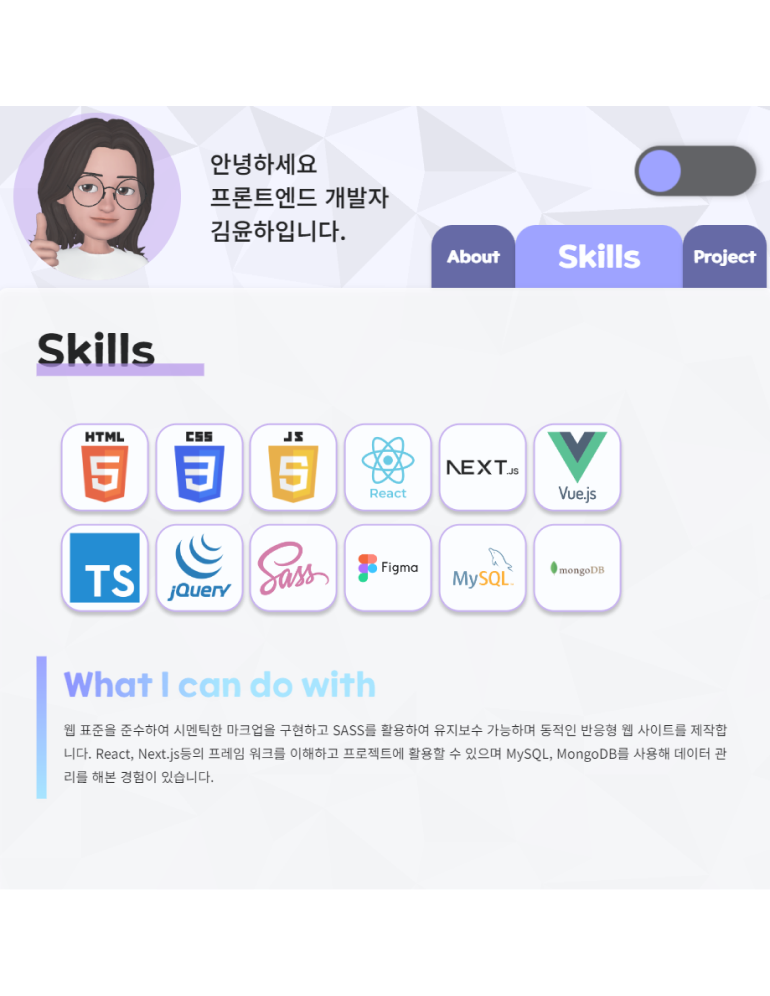 안녕하세요
프론트엔드 개발자
김윤하입니다.
About
Skills
Project
Skills
HTML
5
CSS
3
JS
5
React
NEXT.JS
Vue.js
TS
jQuery
Sass
Figma
MySQL
mongoDB
What I can do with
웹 표준을 준수하여 시멘틱한 마크업을 구현하고 SASS를 활용하여 유지보수 가능하며 동적인 반응형 웹 사이트를 제작합
니다. React, Next.js등의 프레임 워크를 이해하고 프로젝트에 활용할 수 있으며 MySQL, MongoDB를 사용해 데이터 관
리를 해본 경험이 있습니다.